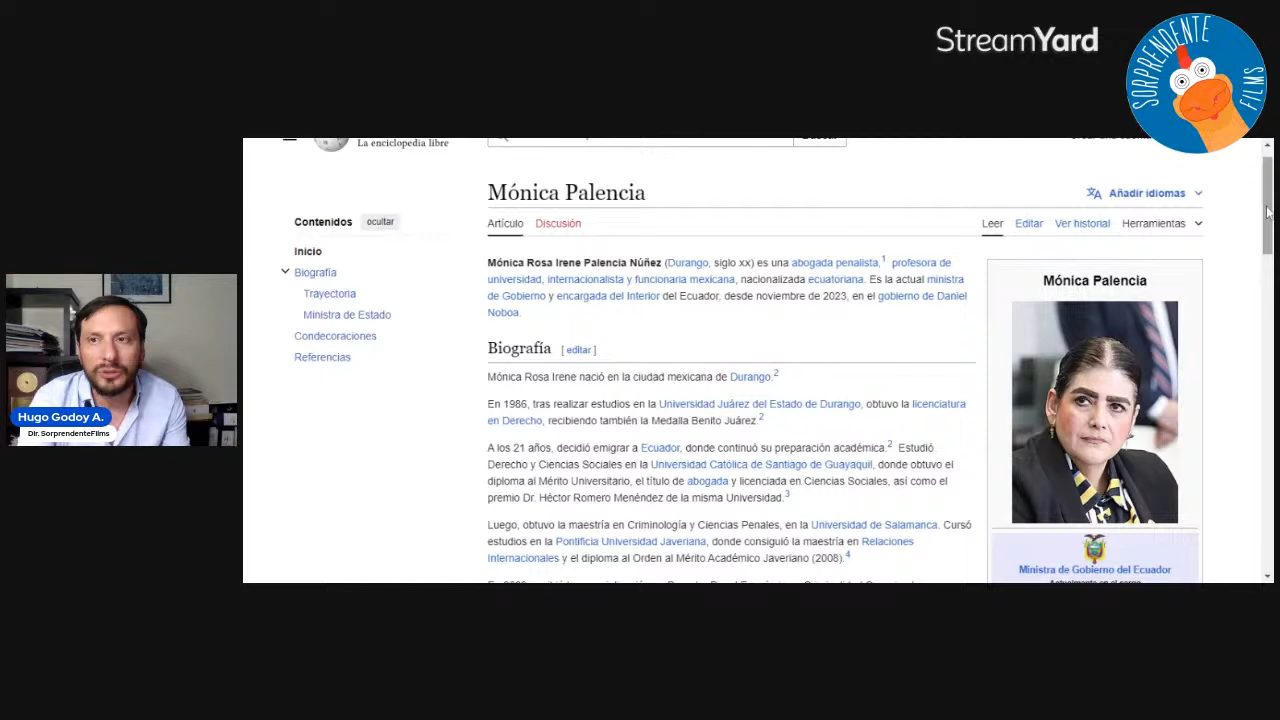 StreamYard
SORPRENDENTE
FILMS
La enciclopedia libre
Mónica Palencia
Añadir idiomas
Contenidos ocultar
Artículo Discusión
Leer Editar Ver historial Herramientas
Inicio
Biografía
Trayectoria
Ministra de Estado
Condecoraciones
Referencias
Mónica Rosa Irene Palencia Núñez (Durango, siglo XX) es una abogada penalista,1 profesora de
universidad, internacionalista y funcionaria mexicana, nacionalizada ecuatoriana. Es la actual ministra
de Gobierno y encargada del Interior del Ecuador, desde noviembre de 2023, en el gobierno de Daniel
Noboa.
Biografía [ editar ]
Mónica Rosa Irene nació en la ciudad mexicana de Durango.2
En 1986, tras realizar estudios en la Universidad Juárez del Estado de Durango, obtuvo la licenciatura
en Derecho, recibiendo también la Medalla Benito Juárez.2
A los 21 años, decidió emigrar a Ecuador, donde continuó su preparación académica.2 Estudió
Derecho y Ciencias Sociales en la Universidad Católica de Santiago de Guayaquil, donde obtuvo el
diploma al Mérito Universitario, el título de abogada y licenciada en Ciencias Sociales, así como el
premio Dr. Héctor Romero Menéndez de la misma Universidad.3
Luego, obtuvo la maestría en Criminología y Ciencias Penales, en la Universidad de Salamanca. Cursó
estudios en la Pontificia Universidad Javeriana, donde consiguió la maestría en Relaciones
Internacionales y el diploma al Orden al Mérito Académico Javeriano (2008).4
Mónica Palencia
Ministra de Gobierno del Ecuador
Hugo Godoy A.
Dir. SorprendenteFilms